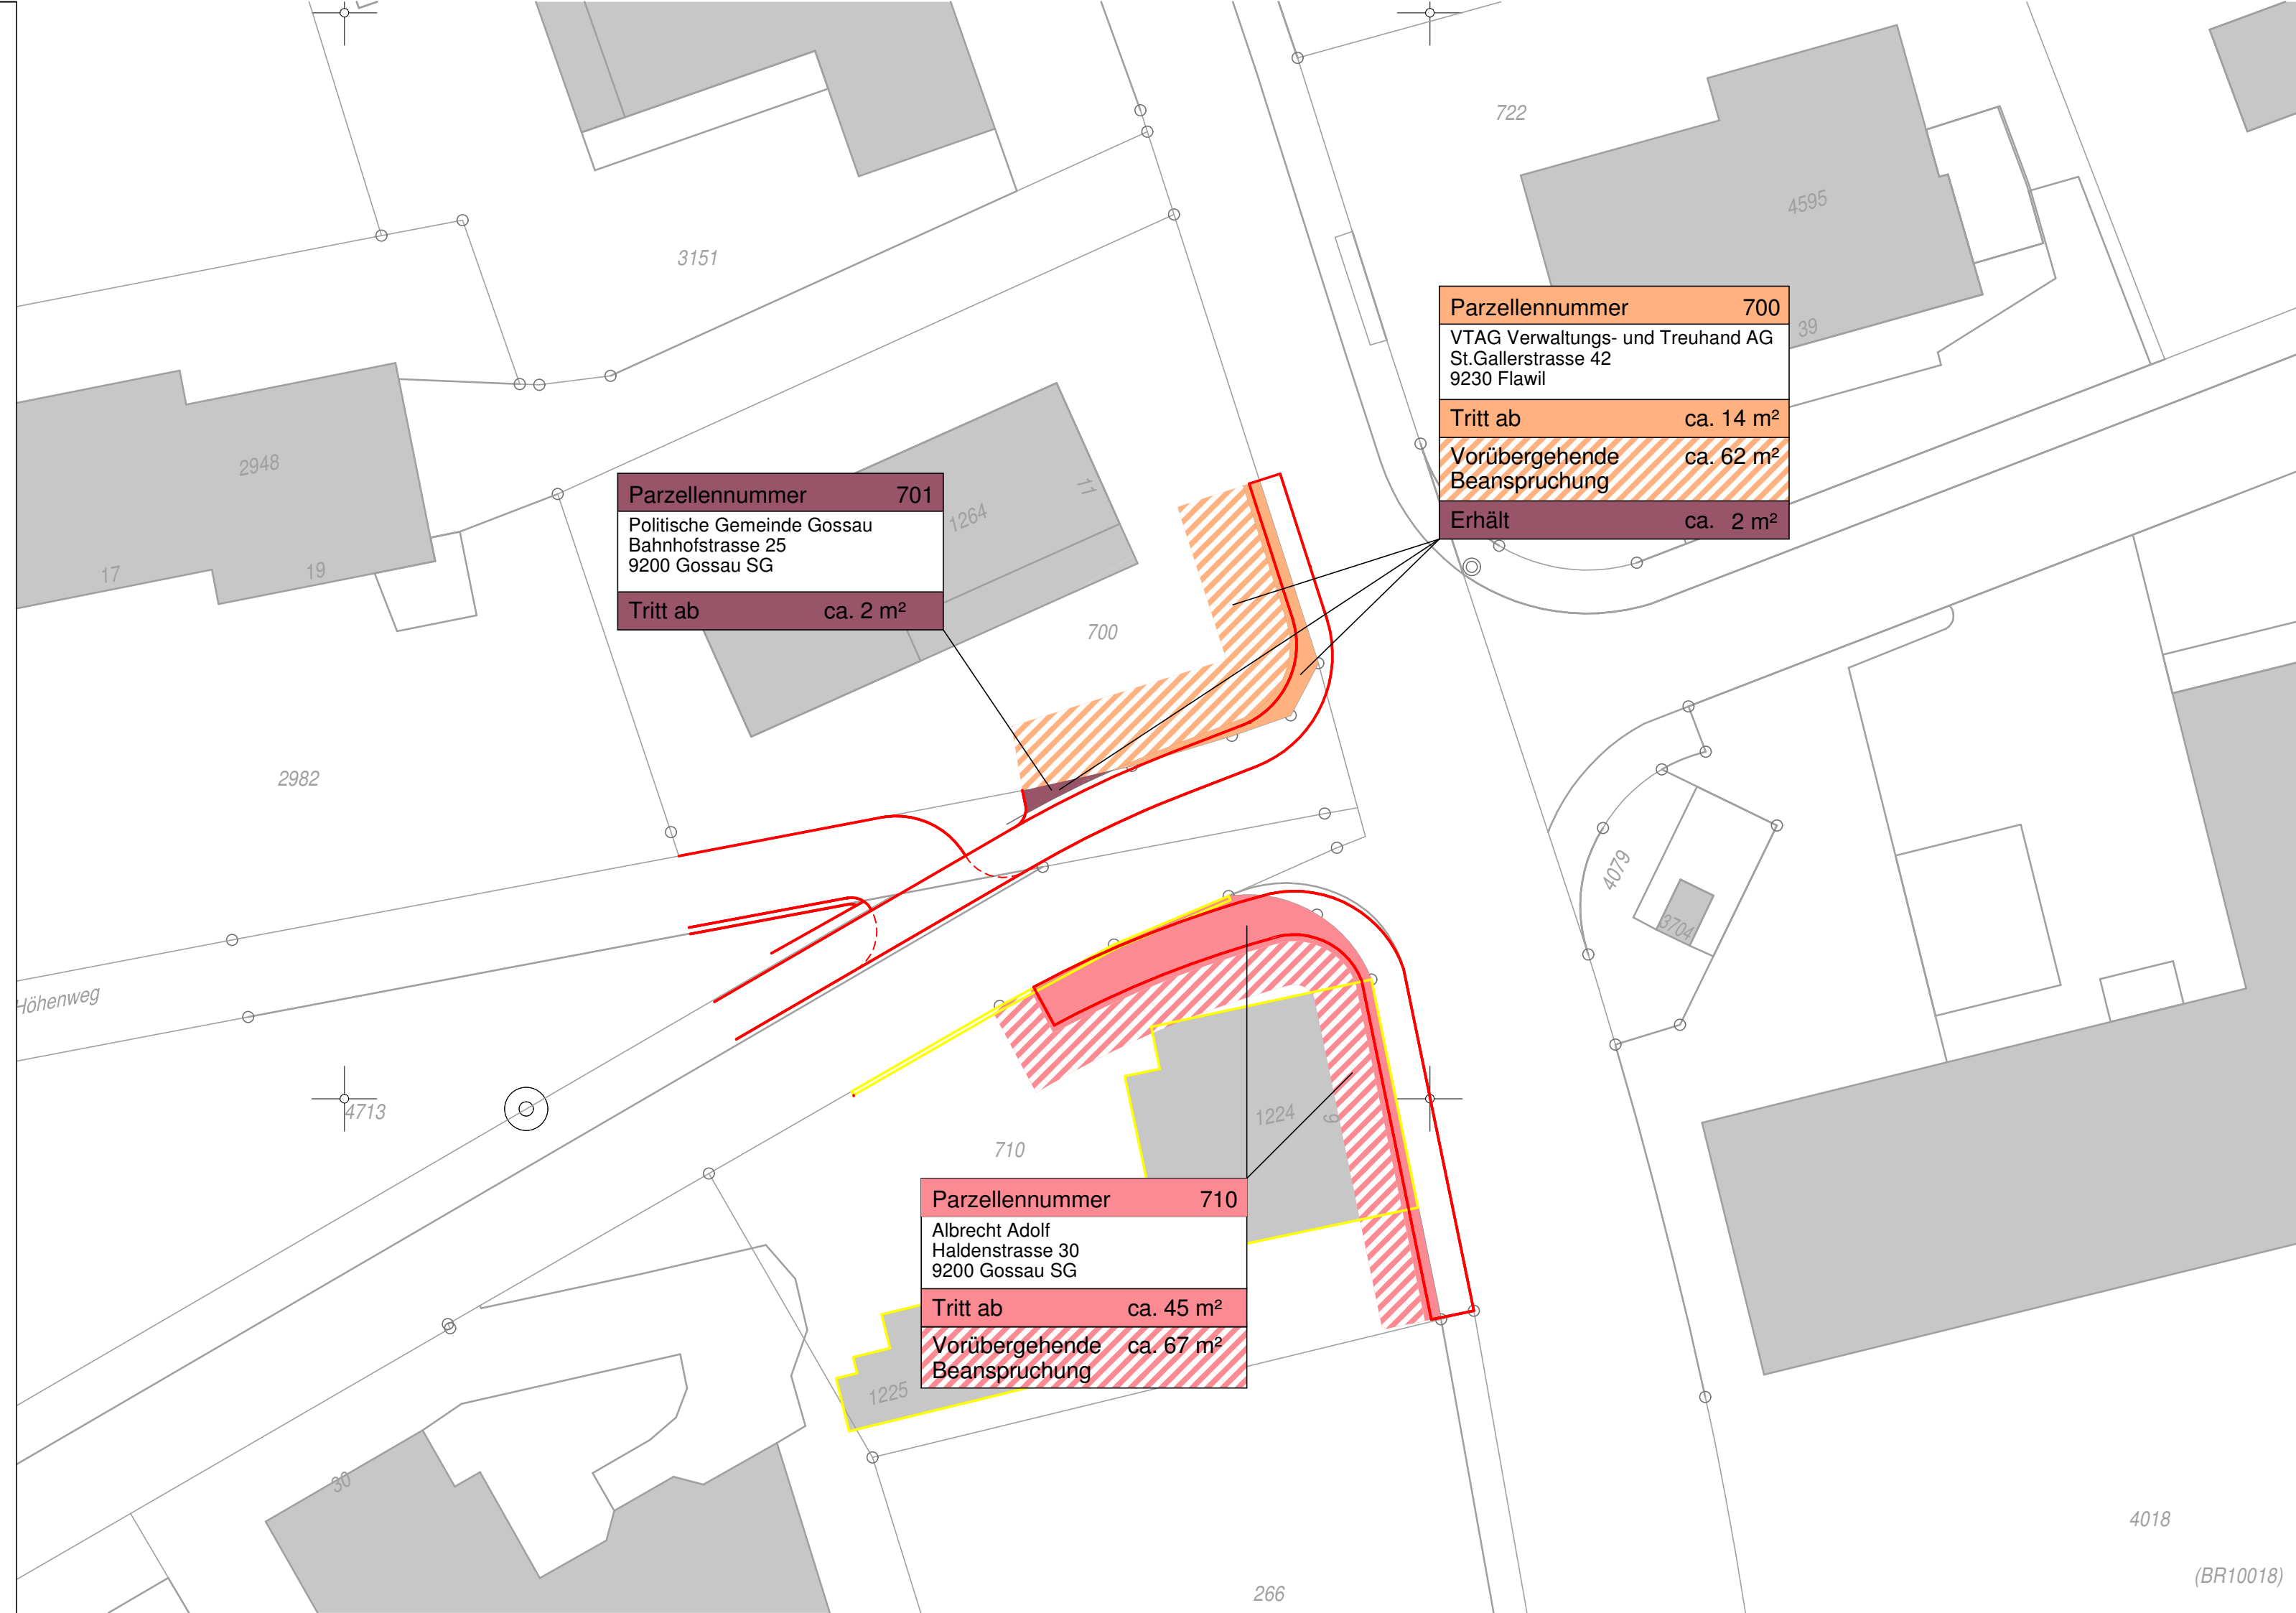 722
4595
3151
39
Parzellennummer 700
VTAG Verwaltungs- und Treuhand AG
St.Gallerstrasse 42
9230 Flawil
Tritt ab ca. 14 m²
Vorübergehende ca. 62 m²
Beanspruchung
Erhält ca. 2 m²
2948
17
19
Parzellennummer 701
Politische Gemeinde Gossau
Bahnhofstrasse 25
9200 Gossau SG
Tritt ab ca. 2 m²
1264
11
700
2982
4079
3704
Höhenweg
4713
1224
9
710
Parzellennummer 710
Albrecht Adolf
Haldenstrasse 30
9200 Gossau SG
Tritt ab ca. 45 m²
Vorübergehende ca. 67 m²
Beanspruchung
1225
30
4018
(BR10018)
266